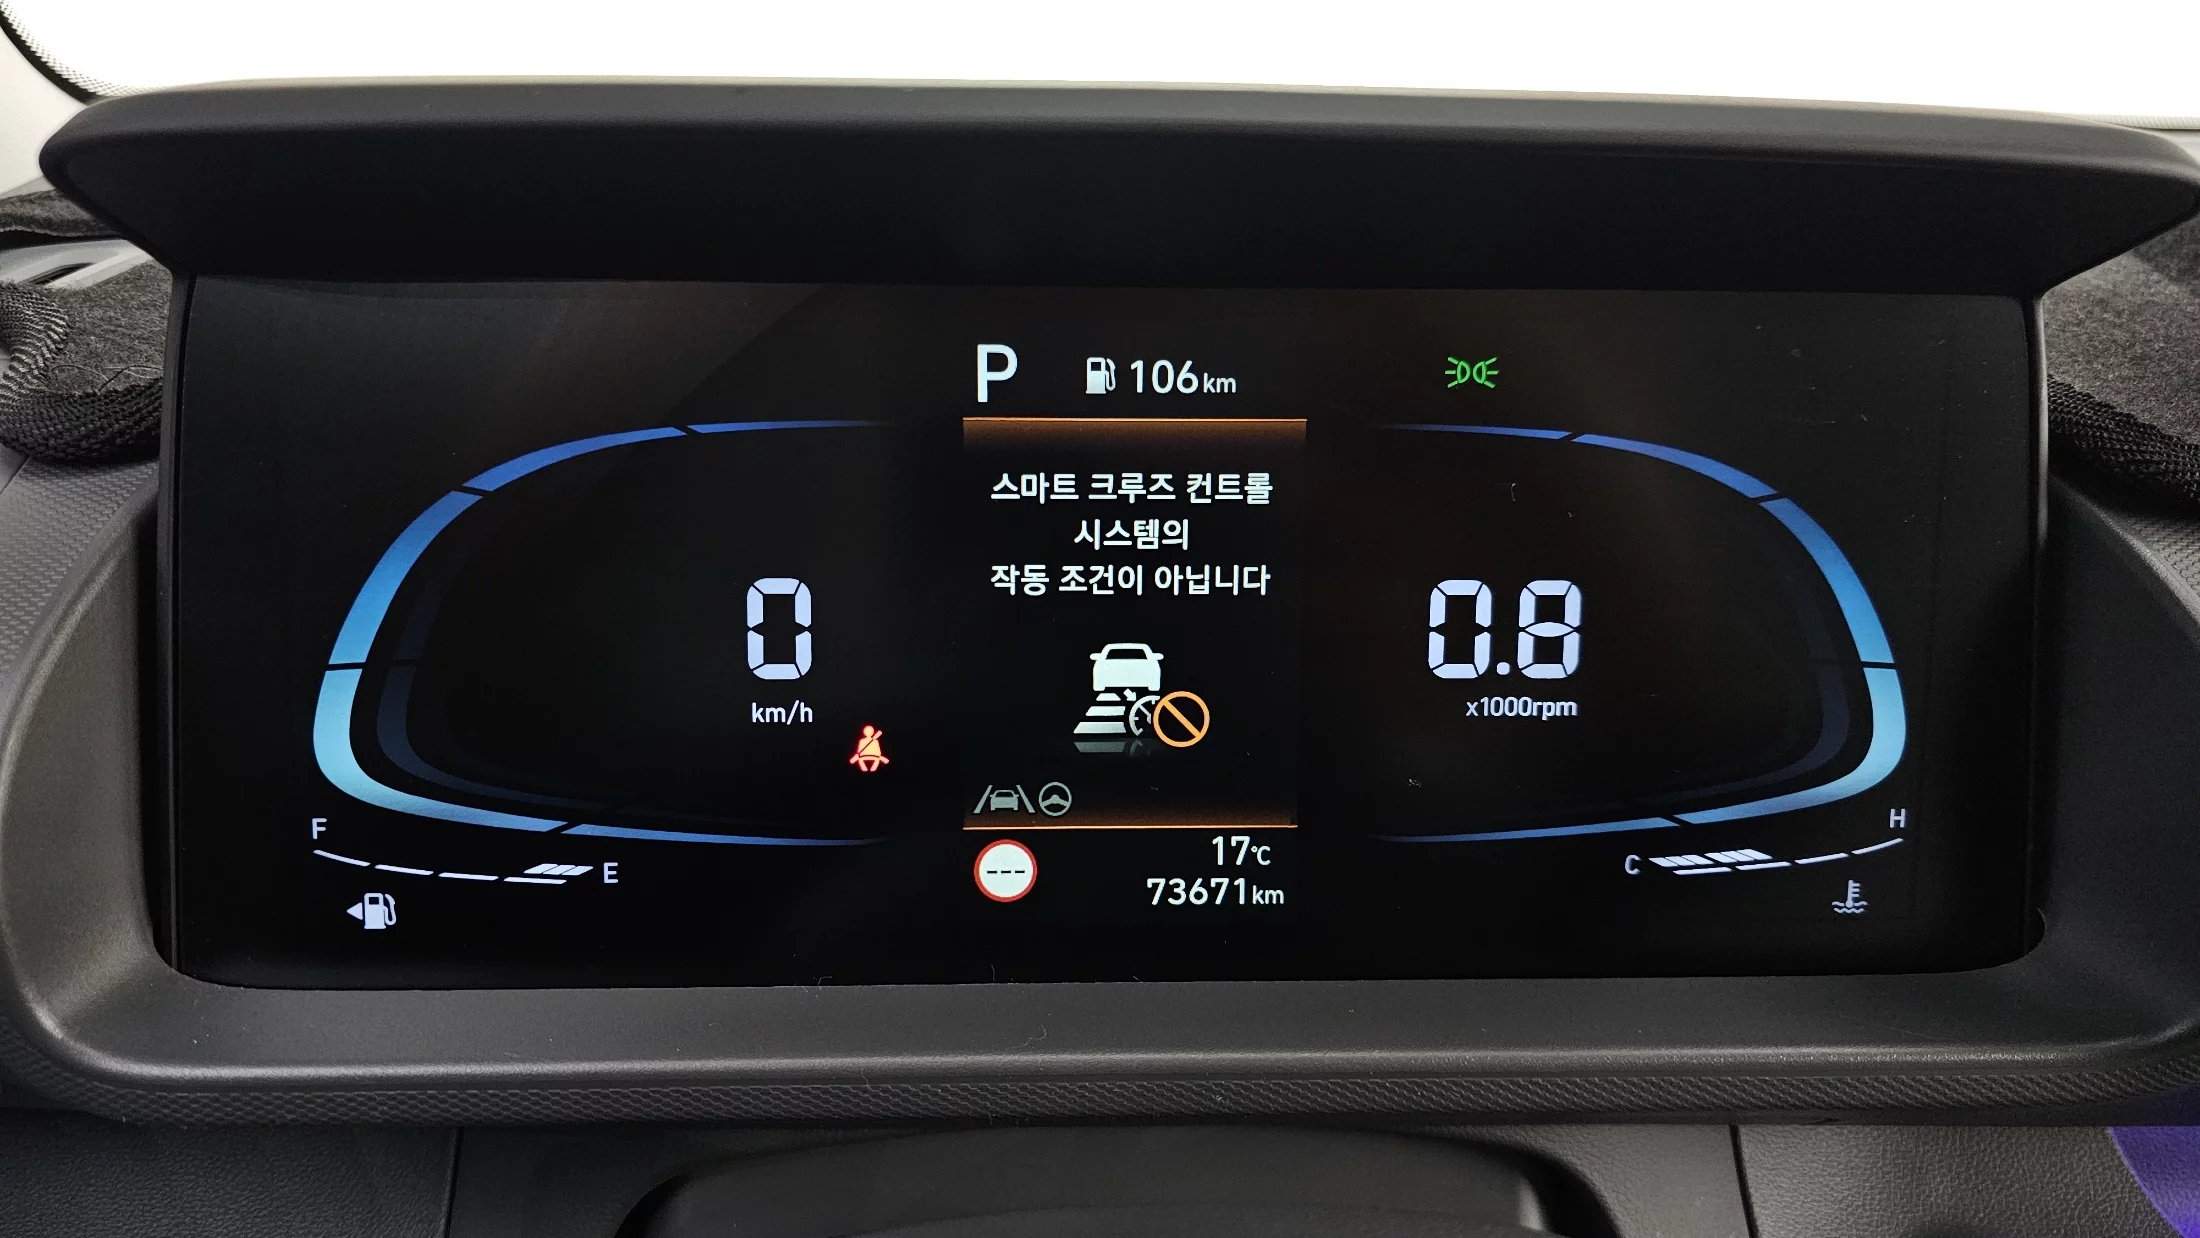 P 106km
스마트 크루즈 컨트롤
시스템의
작동 조건이 아닙니다
0
km/h
0.8
x1000rpm
F
E
C
H
---
17℃
73671km